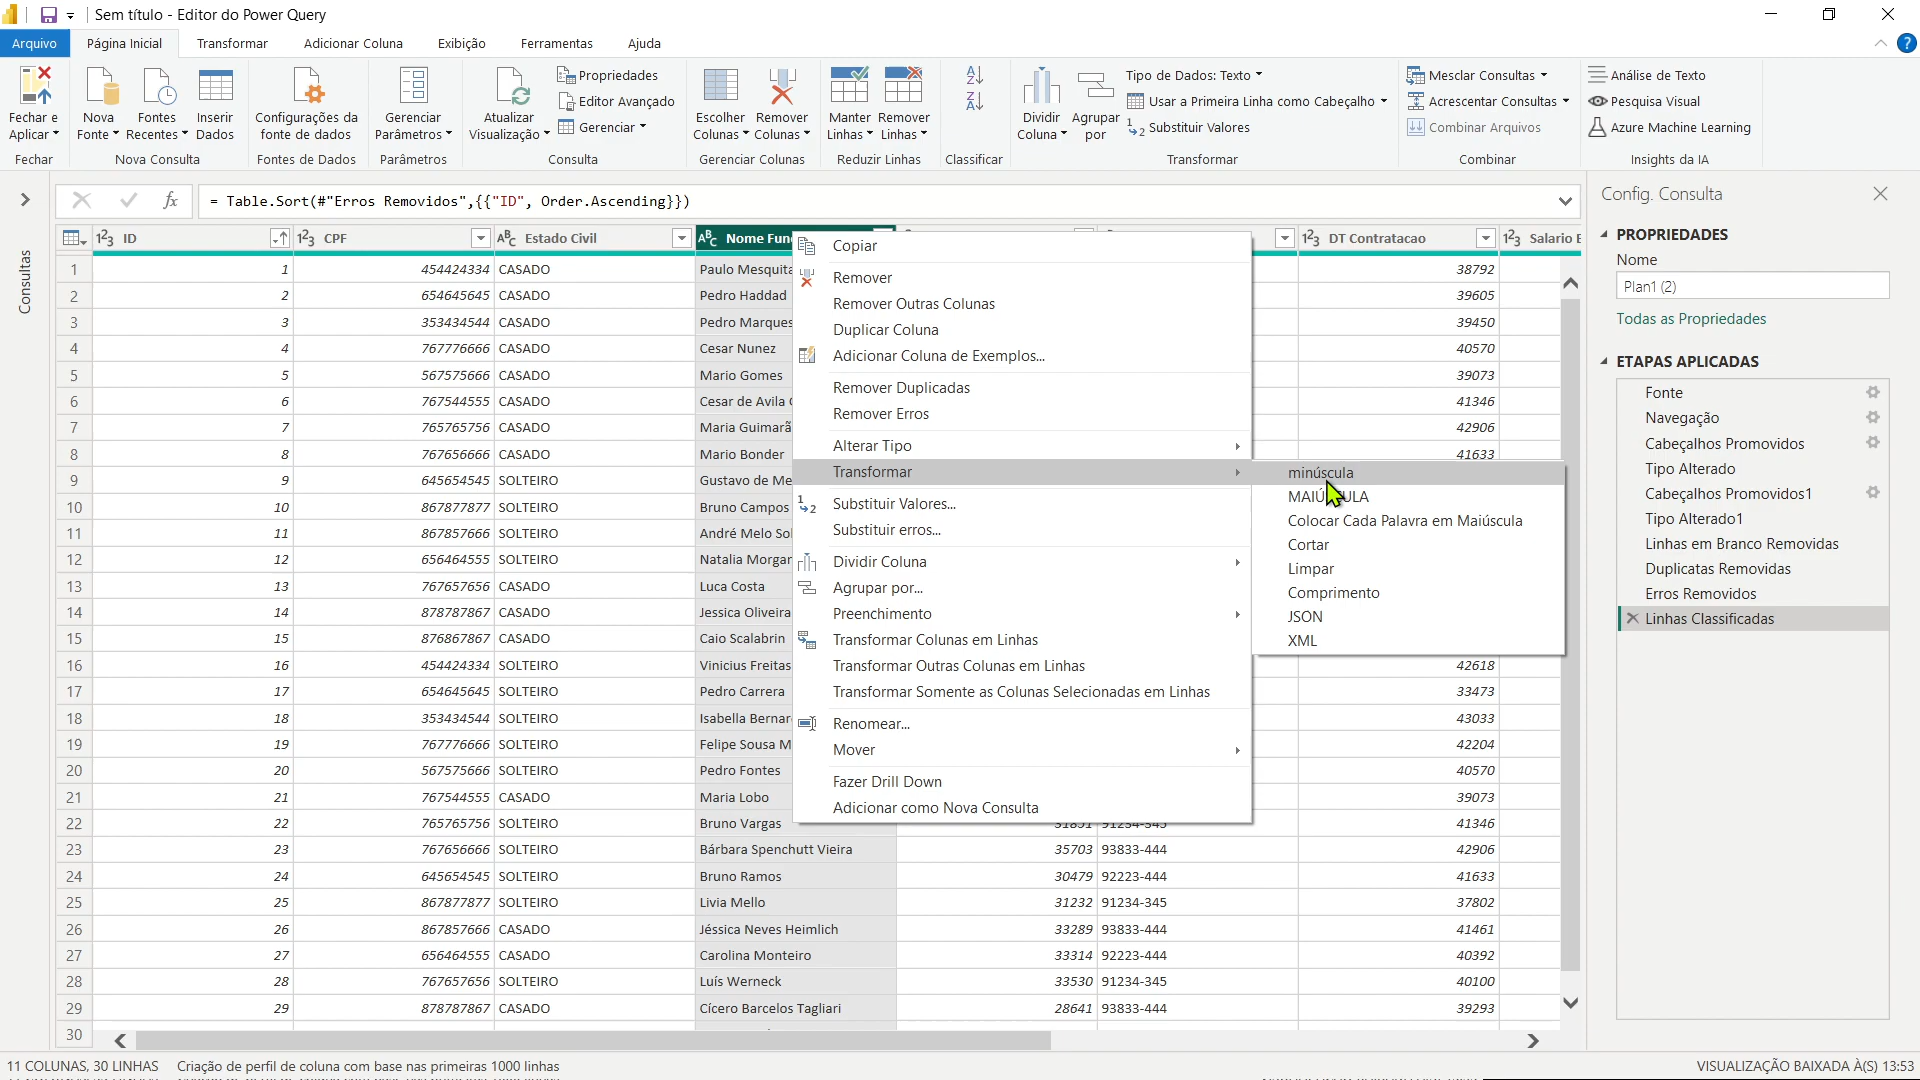 Sem título - Editor do Power Query
Arquivo
Página Inicial
Transformar
Adicionar Coluna
Exibição
Ferramentas
Ajuda
Fechar e Aplicar
Fechar
Nova Fonte
Fontes Recentes
Inserir Dados
Nova Consulta
Configurações da fonte de dados
Fontes de Dados
Gerenciar Parâmetros
Parâmetros
Atualizar Visualização
Propriedades
Editor Avançado
Gerenciar
Consulta
Escolher Colunas
Remover Colunas
Gerenciar Colunas
Manter Linhas
Remover Linhas
Reduzir Linhas
Classificar
Dividir Coluna
Agrupar por
Tipo de Dados: Texto
Usar a Primeira Linha como Cabeçalho
Substituir Valores
Transformar
Mesclar Consultas
Acrescentar Consultas
Combinar Arquivos
Combinar
Análise de Texto
Pesquisa Visual
Azure Machine Learning
Insights da IA
Consultas
= Table.Sort(#"Erros Removidos",{{"ID", Order.Ascending}})
ID CPF Estado Civil Nome Fun DT Contratacao Salario
1 1 454424334 CASADO Paulo Mesquita 38792
2 2 654645645 CASADO Pedro Haddad 39605
3 3 353434544 CASADO Pedro Marques 39450
4 4 767776666 CASADO Cesar Nunez 40570
5 5 567575666 CASADO Mario Gomes 39073
6 6 767544555 CASADO Cesar de Avila 41346
7 7 765765756 CASADO Maria Guimarã 42906
8 8 767656666 CASADO Mario Bonder 41633
9 9 645654545 SOLTEIRO Gustavo de Me
10 10 867877877 SOLTEIRO Bruno Campos
11 11 867857666 SOLTEIRO André Melo Sol
12 12 656464555 SOLTEIRO Natalia Morgar
13 13 767657656 CASADO Luca Costa
14 14 878787867 CASADO Jessica Oliveira
15 15 876867867 CASADO Caio Scalabrin
16 16 454424334 SOLTEIRO Vinicius Freitas 42618
17 17 654645645 SOLTEIRO Pedro Carrera 33473
18 18 353434544 SOLTEIRO Isabella Bernar 43033
19 19 767776666 SOLTEIRO Felipe Sousa M 42204
20 20 567575666 SOLTEIRO Pedro Fontes 40570
21 21 767544555 CASADO Maria Lobo 39073
22 22 765765756 SOLTEIRO Bruno Vargas 31851 91234-345 41346
23 23 767656666 SOLTEIRO Bárbara Spenchutt Vieira 35703 93833-444 42906
24 24 645654545 SOLTEIRO Bruno Ramos 30479 92223-444 41633
25 25 867877877 SOLTEIRO Livia Mello 31232 91234-345 37802
26 26 867857666 CASADO Jéssica Neves Heimlich 33289 93833-444 41461
27 27 656464555 CASADO Carolina Monteiro 33314 92223-444 40392
28 28 767657656 SOLTEIRO Luís Werneck 33530 91234-345 40100
29 29 878787867 CASADO Cícero Barcelos Tagliari 28641 93833-444 39293
30
Copiar
Remover
Remover Outras Colunas
Duplicar Coluna
Adicionar Coluna de Exemplos...
Remover Duplicadas
Remover Erros
Alterar Tipo
Transformar
Substituir Valores...
Substituir erros...
Dividir Coluna
Agrupar por...
Preenchimento
Transformar Colunas em Linhas
Transformar Outras Colunas em Linhas
Transformar Somente as Colunas Selecionadas em Linhas
Renomear...
Mover
Fazer Drill Down
Adicionar como Nova Consulta
minúscula
MAIÚSCULA
Colocar Cada Palavra em Maiúscula
Cortar
Limpar
Comprimento
JSON
XML
Config. Consulta
PROPRIEDADES
Nome
Plan1 (2)
Todas as Propriedades
ETAPAS APLICADAS
Fonte
Navegação
Cabeçalhos Promovidos
Tipo Alterado
Cabeçalhos Promovidos1
Tipo Alterado1
Linhas em Branco Removidas
Duplicatas Removidas
Erros Removidos
Linhas Classificadas
11 COLUNAS, 30 LINHAS Criação de perfil de coluna com base nas primeiras 1000 linhas
VISUALIZAÇÃO BAIXADA À(S) 13:53